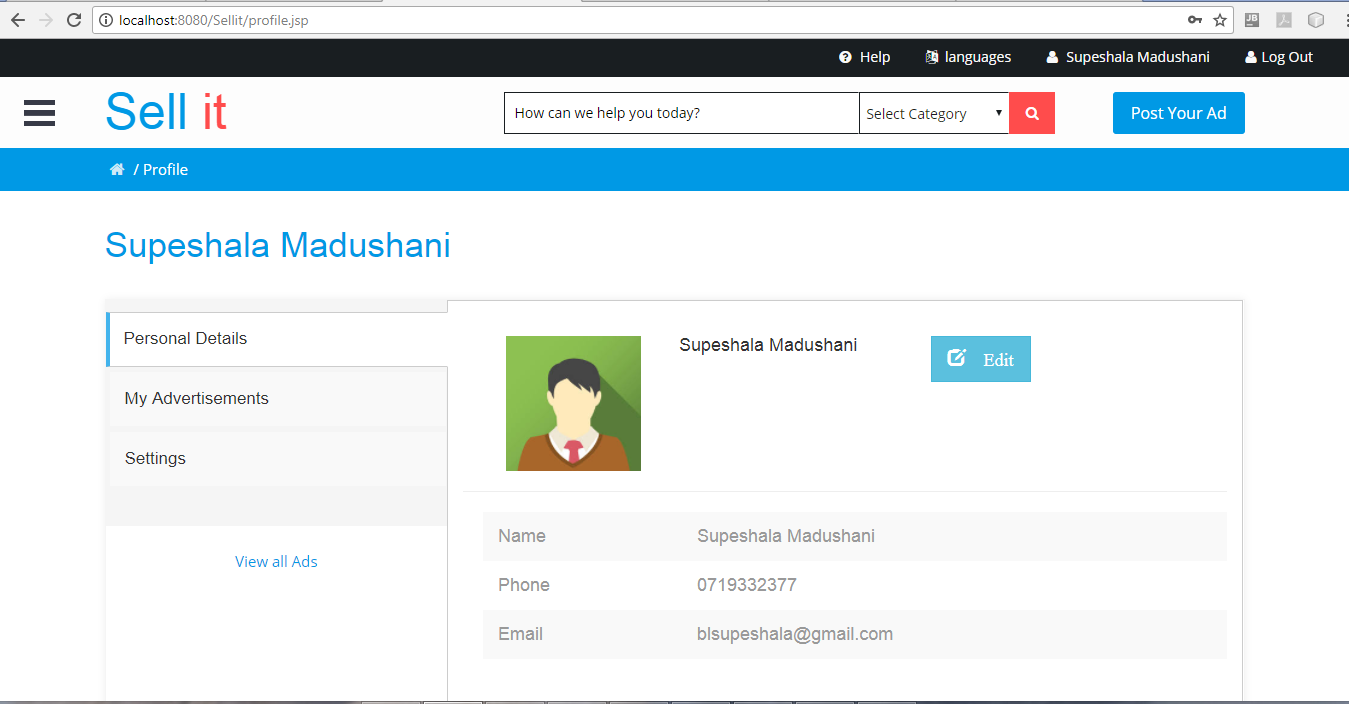 localhost:8080/Sellit/profile.jsp
JB
Help languages Supeshala Madushani Log Out
Sell it
How can we help you today? Select Category Post Your Ad
/ Profile
Supeshala Madushani
Personal Details
My Advertisements
Settings
View all Ads
Supeshala Madushani
Edit
Name Supeshala Madushani
Phone 0719332377
Email blsupeshala@gmail.com